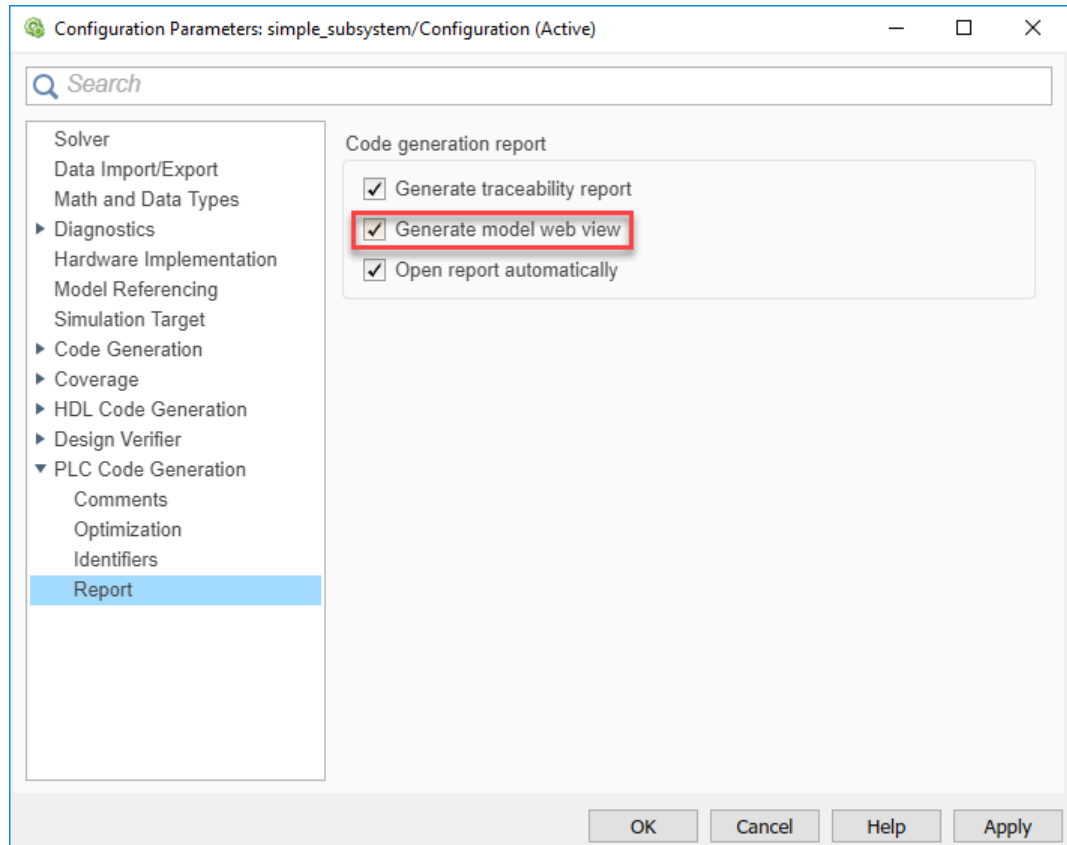 Configuration Parameters: simple_subsystem/Configuration (Active)
Search
Solver
Data Import/Export
Math and Data Types
Diagnostics
Hardware Implementation
Model Referencing
Simulation Target
Code Generation
Coverage
HDL Code Generation
Design Verifier
PLC Code Generation
Comments
Optimization
Identifiers
Report
Code generation report
Generate traceability report
Generate model web view
Open report automatically
OK
Cancel
Help
Apply